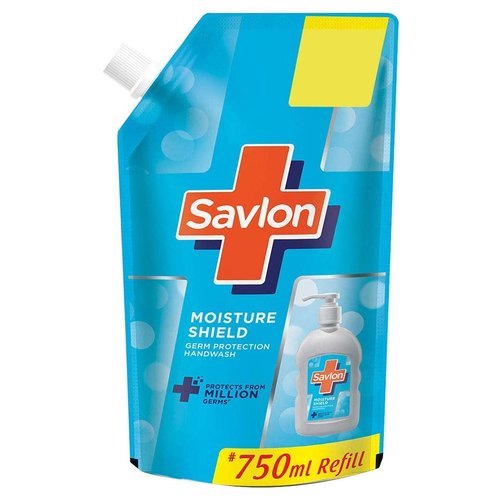 Savlon
MOISTURE
SHIELD
GERM PROTECTION
HANDWASH
PROTECTS FROM
MILLION
GERMS*
Savlon
MOISTURE
SHIELD
#750ml Refill